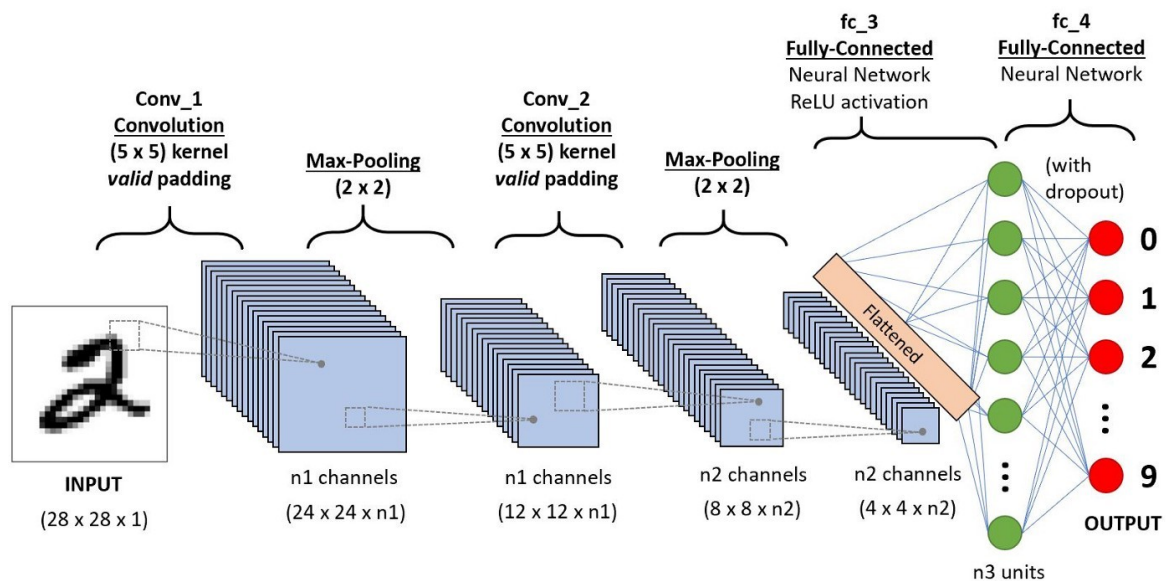 fc_3
Fully-Connected
Neural Network
ReLU activation
fc_4
Fully-Connected
Neural Network
Conv_1
Convolution
(5 x 5) kernel
valid padding
Max-Pooling
(2 x 2)
Conv_2
Convolution
(5 x 5) kernel
valid padding
Max-Pooling
(2 x 2)
(with
dropout)
Flattened
0
1
2
9
2
INPUT
(28 x 28 x 1)
n1 channels
(24 x 24 x n1)
n1 channels
(12 x 12 x n1)
n2 channels
(8 x 8 x n2)
n2 channels
(4 x 4 x n2)
n3 units
OUTPUT